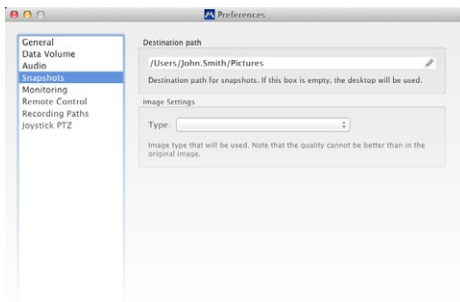 Preferences
General
Data Volume
Audio
Snapshots
Monitoring
Remote Control
Recording Paths
Joystick PTZ
Destination path
/Users/John.Smith/Pictures
Destination path for snapshots. If this box is empty, the desktop will be used.
Image Settings
Type:
Image type that will be used. Note that the quality cannot be better than in the
original image.